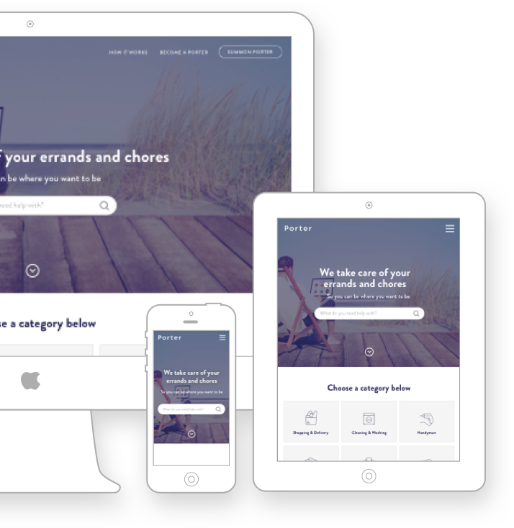 HOW IT WORKS BECOME A PORTER SUMMON PORTER
your errands and chores
n be where you want to be
need help with?
e a category below
Porter
We take care of your
errands and chores
So you can be where you want to be
What do you need help with?
Porter
We take care of your
errands and chores
So you can be where you want to be
What do you need help with?
Choose a category below
Shopping & Delivery Cleaning & Washing Handyman